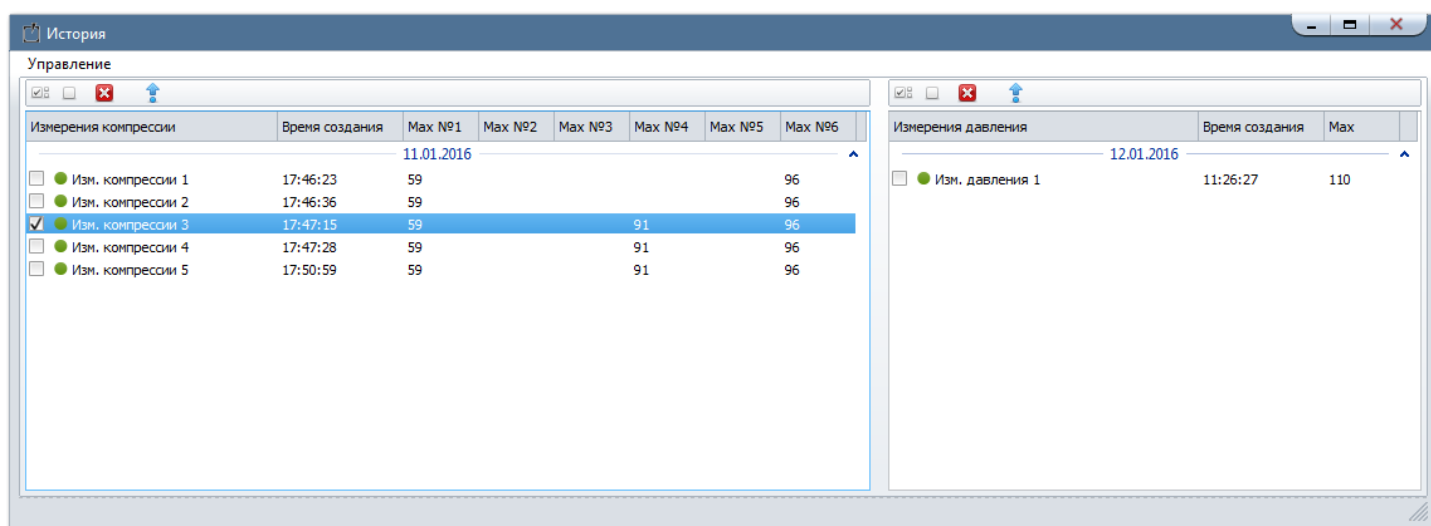 История
Управление
Измерения компрессии Время создания Max №1 Max №2 Max №3 Max №4 Max №5 Max №6
11.01.2016
Изм. компрессии 1 17:46:23 59 96
Изм. компрессии 2 17:46:36 59 96
Изм. компрессии 3 17:47:15 59 91 96
Изм. компрессии 4 17:47:28 59 91 96
Изм. компрессии 5 17:50:59 59 91 96
Измерения давления Время создания Max
12.01.2016
Изм. давления 1 11:26:27 110